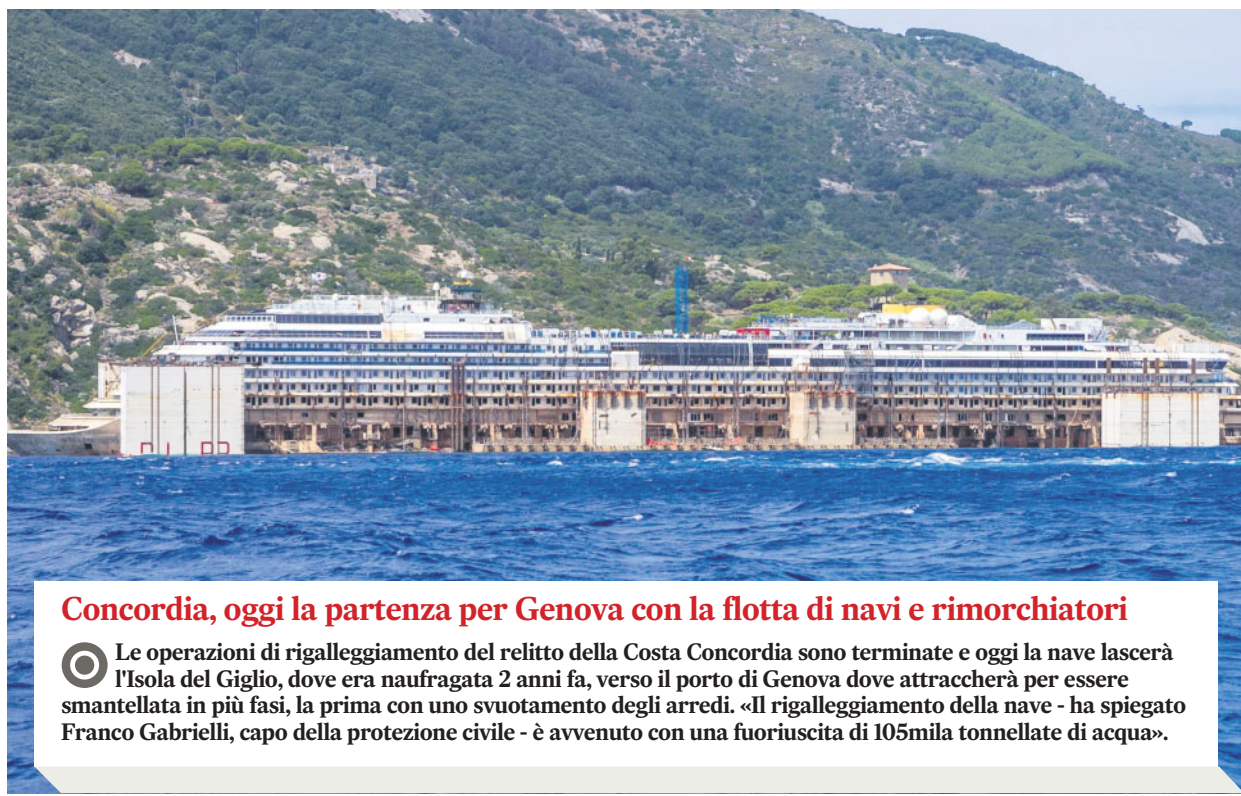 Concordia, oggi la partenza per Genova con la flotta di navi e rimorchiatori
Le operazioni di rigalleggiamento del relitto della Costa Concordia sono terminate e oggi la nave lascerà
l'Isola del Giglio, dove era naufragata 2 anni fa, verso il porto di Genova dove attraccherà per essere
smantellata in più fasi, la prima con uno svuotamento degli arredi. «Il rigalleggiamento della nave - ha spiegato
Franco Gabrielli, capo della protezione civile - è avvenuto con una fuoriuscita di 105mila tonnellate di acqua».